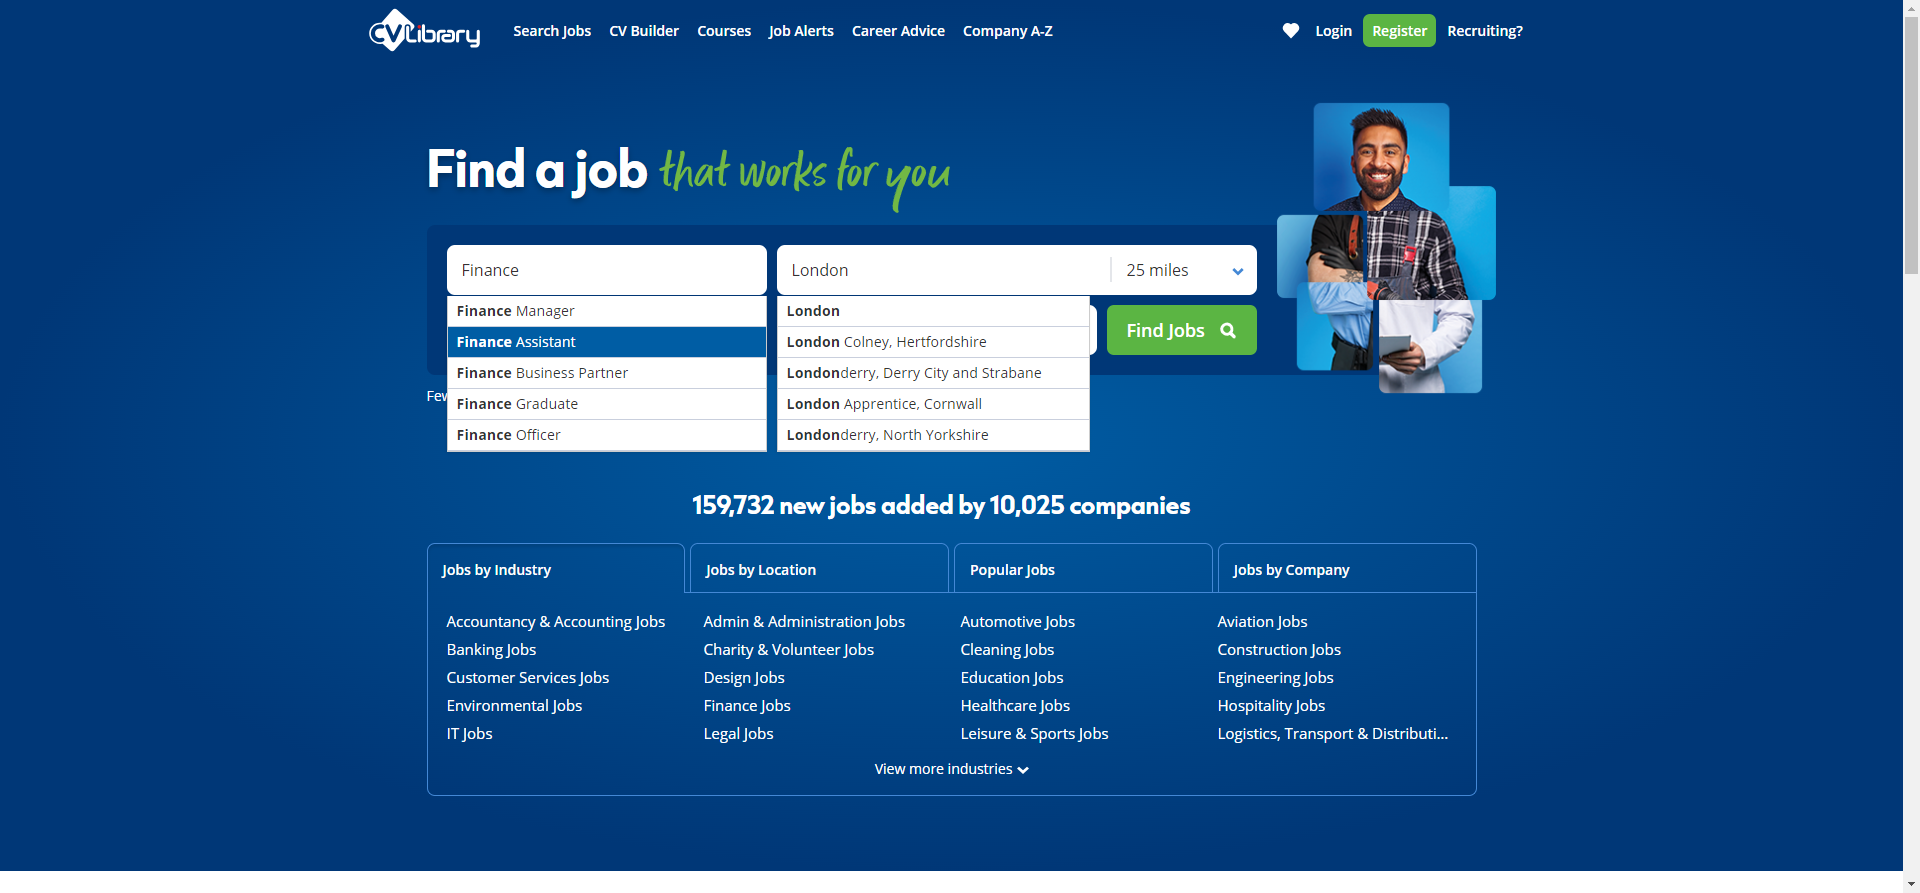 CVLibrary
Search Jobs CV Builder Courses Job Alerts Career Advice Company A-Z Login Register Recruiting?
Find a job that works for you
Finance London 25 miles
Finance Manager
Finance Assistant
Finance Business Partner
Finance Graduate
Finance Officer
London
London Colney, Hertfordshire
Londonderry, Derry City and Strabane
London Apprentice, Cornwall
Londonderry, North Yorkshire
Find Jobs
159,732 new jobs added by 10,025 companies
Jobs by Industry Jobs by Location Popular Jobs Jobs by Company
Accountancy & Accounting Jobs Admin & Administration Jobs Automotive Jobs Aviation Jobs
Banking Jobs Charity & Volunteer Jobs Cleaning Jobs Construction Jobs
Customer Services Jobs Design Jobs Education Jobs Engineering Jobs
Environmental Jobs Finance Jobs Healthcare Jobs Hospitality Jobs
IT Jobs Legal Jobs Leisure & Sports Jobs Logistics, Transport & Distributi...
View more industries